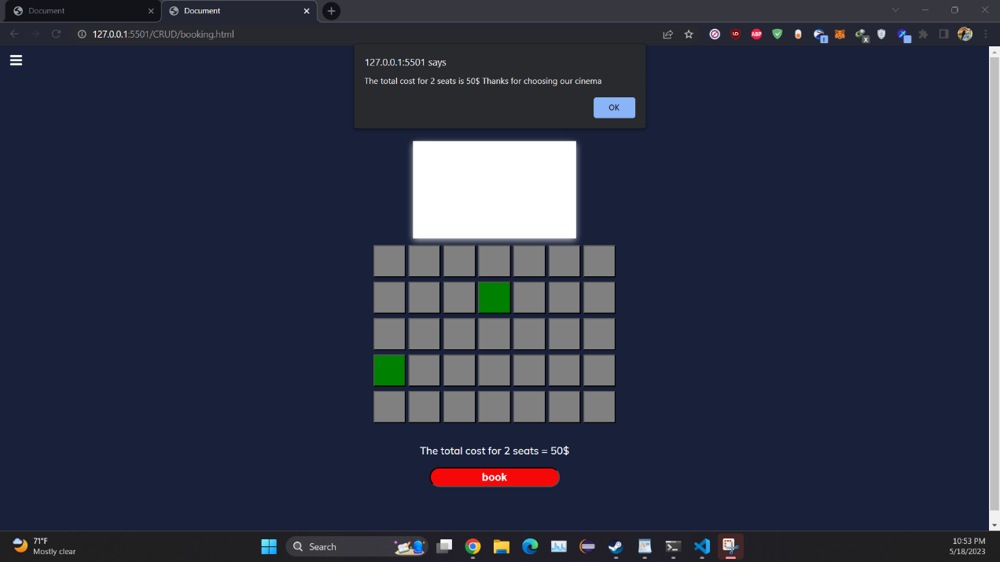 Document
Document
127.0.0.1:5501/CRUD/booking.html
127.0.0.1:5501 says
The total cost for 2 seats is 50$ Thanks for choosing our cinema
OK
The total cost for 2 seats = 50$
book
71°F
Mostly clear
Search
10:53 PM
5/18/2023
ABP